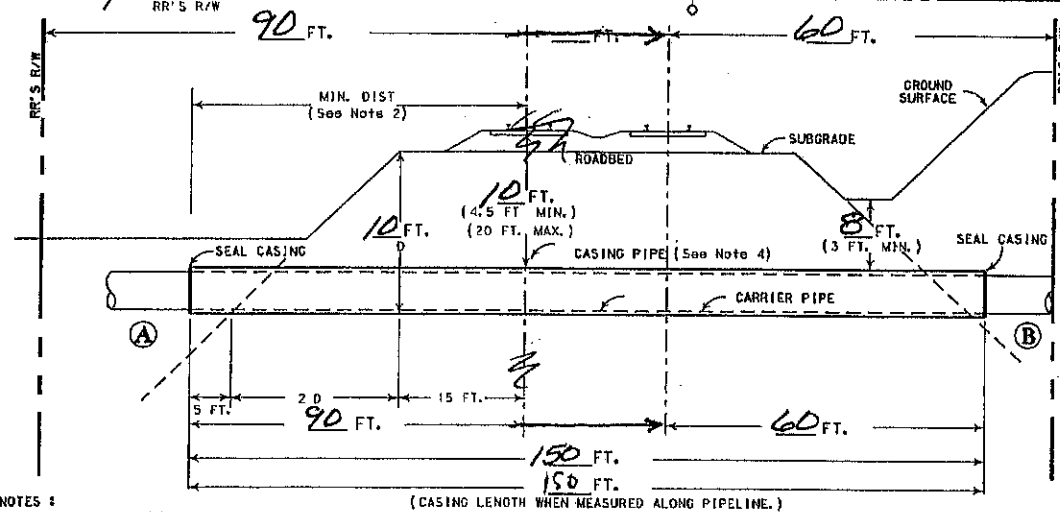 RR'S R/W
90 FT. FT. 60 FT.
RR'S R/W
MIN. DIST
(See Note 2)
GROUND
SURFACE
SUBGRADE
ROADBED
10 FT.
(4.5 FT MIN.)
(20 FT. MAX.)
10 FT.
D
8 FT.
(3 FT. MIN.)
SEAL CASING
CASING PIPE (See Note 4)
SEAL CASING
CARRIER PIPE
A
B
5 FT.
2 D
15 FT.
90 FT. 60 FT.
150 FT.
150 FT.
NOTES :
(CASING LENGTH WHEN MEASURED ALONG PIPELINE.)